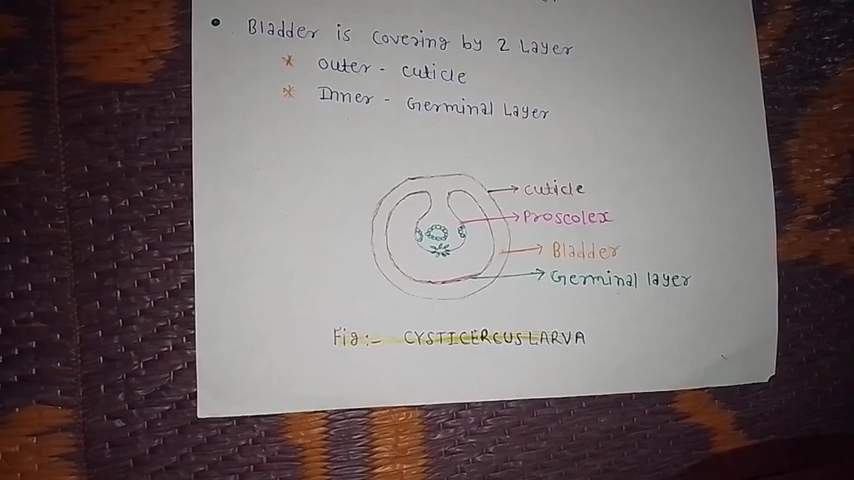 Bladder is covering by 2 Layer
* outer - cuticle
* Inner - Germinal Layer
cuticle
Proscolex
Bladder
Germinal layer
Fig:- CYSTICERCUS LARVA